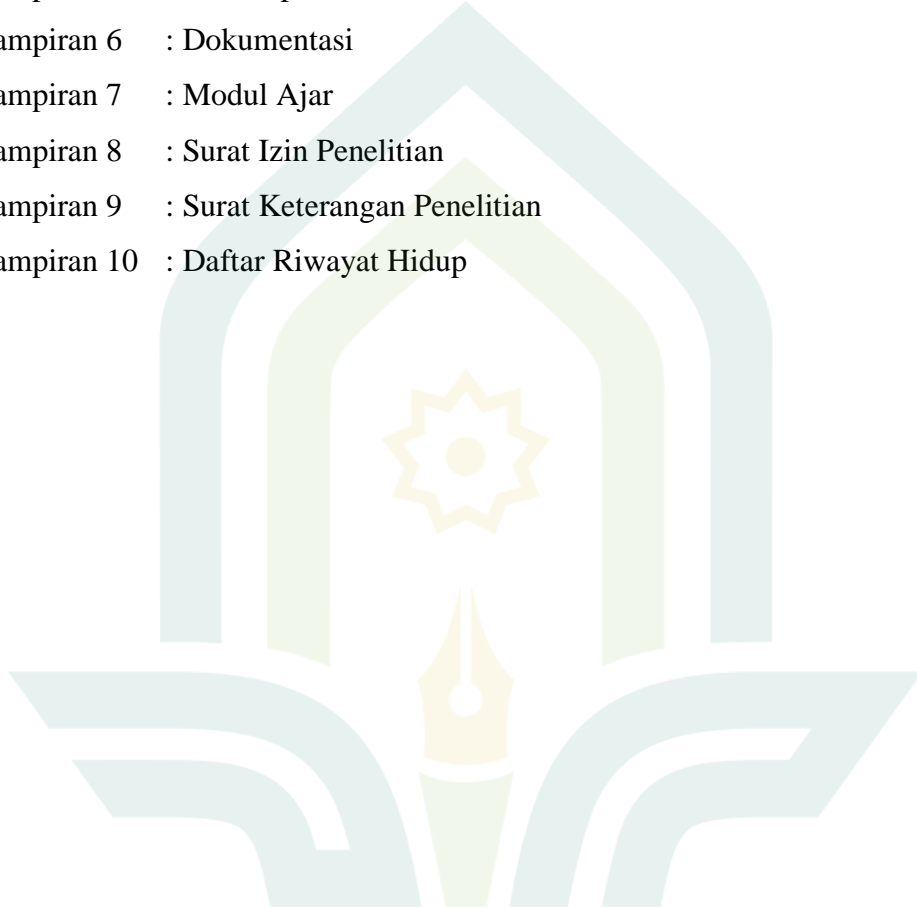 ampiran 6 : Dokumentasi
ampiran 7 : Modul Ajar
ampiran 8 : Surat Izin Penelitian
ampiran 9 : Surat Keterangan Penelitian
ampiran 10 : Daftar Riwayat Hidup